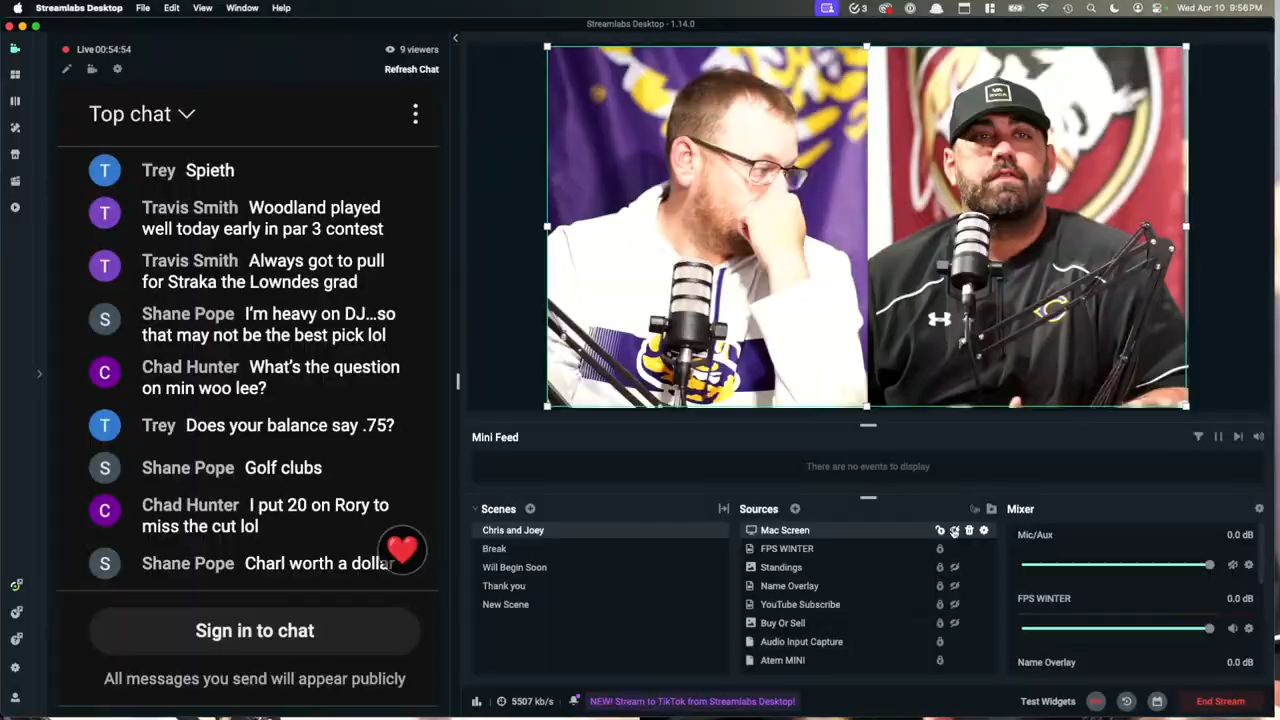 Streamlabs Desktop File Edit View Window Help
3
Wed Apr 10 9:56PM
Streamlabs Desktop - 1.14.0
Live 00:54:54
9 viewers
Refresh Chat
Top chat
T Trey Spieth
T Travis Smith Woodland played
well today early in par 3 contest
T Travis Smith Always got to pull
for Straka the Lowndes grad
S Shane Pope I'm heavy on DJ...so
that may not be the best pick lol
C Chad Hunter What's the question
on min woo lee?
T Trey Does your balance say .75?
S Shane Pope Golf clubs
C Chad Hunter I put 20 on Rory to
miss the cut lol
S Shane Pope Charl worth a dollar
Sign in to chat
All messages you send will appear publicly
RVCA
Mini Feed
There are no events to display
Scenes
Chris and Joey
Break
Will Begin Soon
Thank you
New Scene
Sources
Mac Screen
FPS WINTER
Standings
Name Overlay
YouTube Subscribe
Buy Or Sell
Audio Input Capture
Atem MINI
Mixer
Mic/Aux 0.0 dB
FPS WINTER 0.0 dB
Name Overlay 0.0 dB
5507 kb/s
NEW! Stream to TikTok from Streamlabs Desktop!
Test Widgets
REC
End Stream